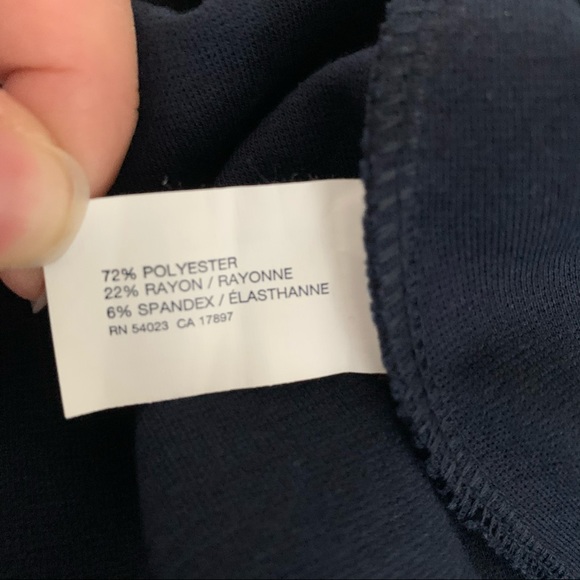 72% POLYESTER
22% RAYON / RAYONNE
6% SPANDEX / ÉLASTHANNE
RN 54023 CA 17897